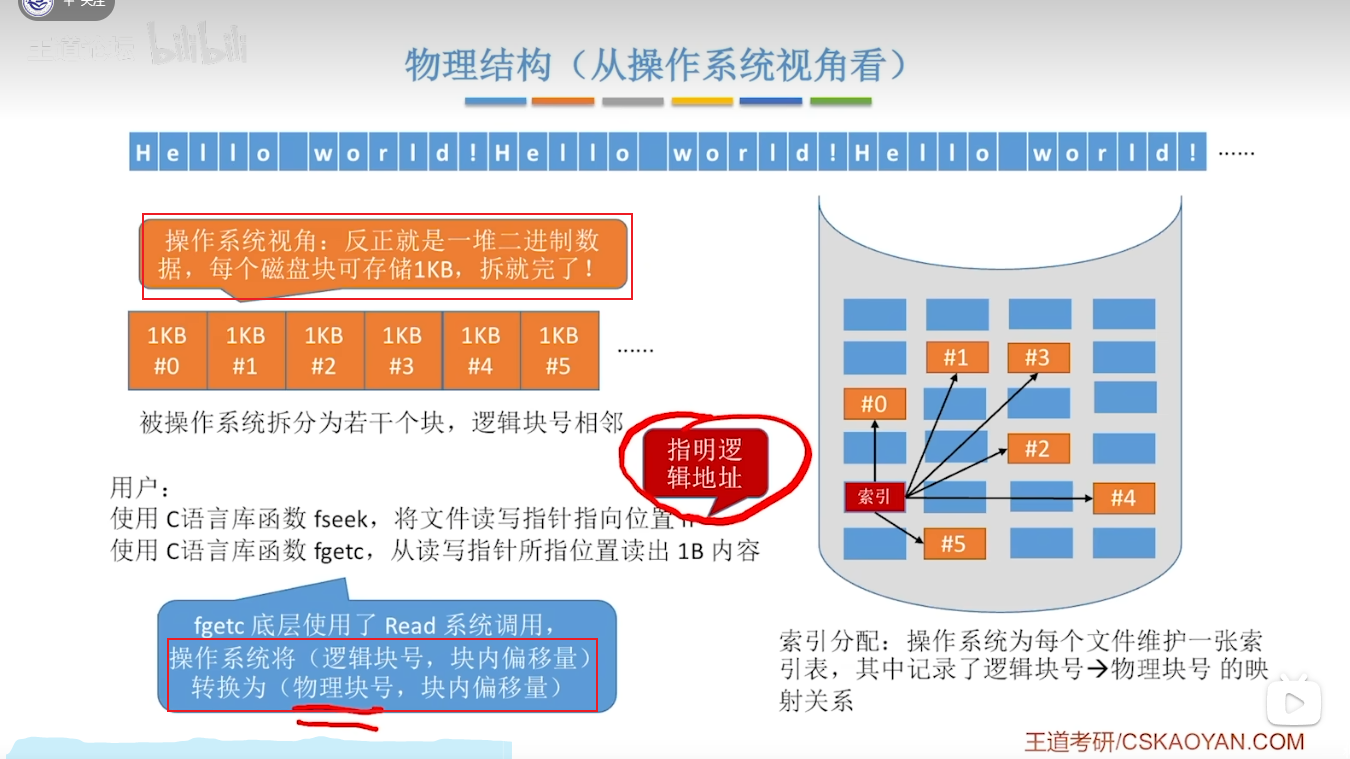 关注
bilibili
物理结构（从操作系统视角看）
Hello world!Hello world!Hello world! ······
操作系统视角：反正就是一堆二进制数
据，每个磁盘块可存储1KB，拆就完了！
1KB 1KB 1KB 1KB 1KB 1KB
#0 #1 #2 #3 #4 #5 ······
被操作系统拆分为若干个块，逻辑块号相邻
指明逻
辑地址
用户：
使用 C语言库函数 fseek，将文件读写指针指向位置
使用 C语言库函数 fgetc，从读写指针所指位置读出 1B 内容
fgetc 底层使用了 Read 系统调用，
操作系统将（逻辑块号，块内偏移量）
转换为（物理块号，块内偏移量）
#1 #3
#0
#2
索引 #4
#5
索引分配：操作系统为每个文件维护一张索
引表，其中记录了逻辑块号→物理块号 的映
射关系
王道考研/CSKAOYAN.COM